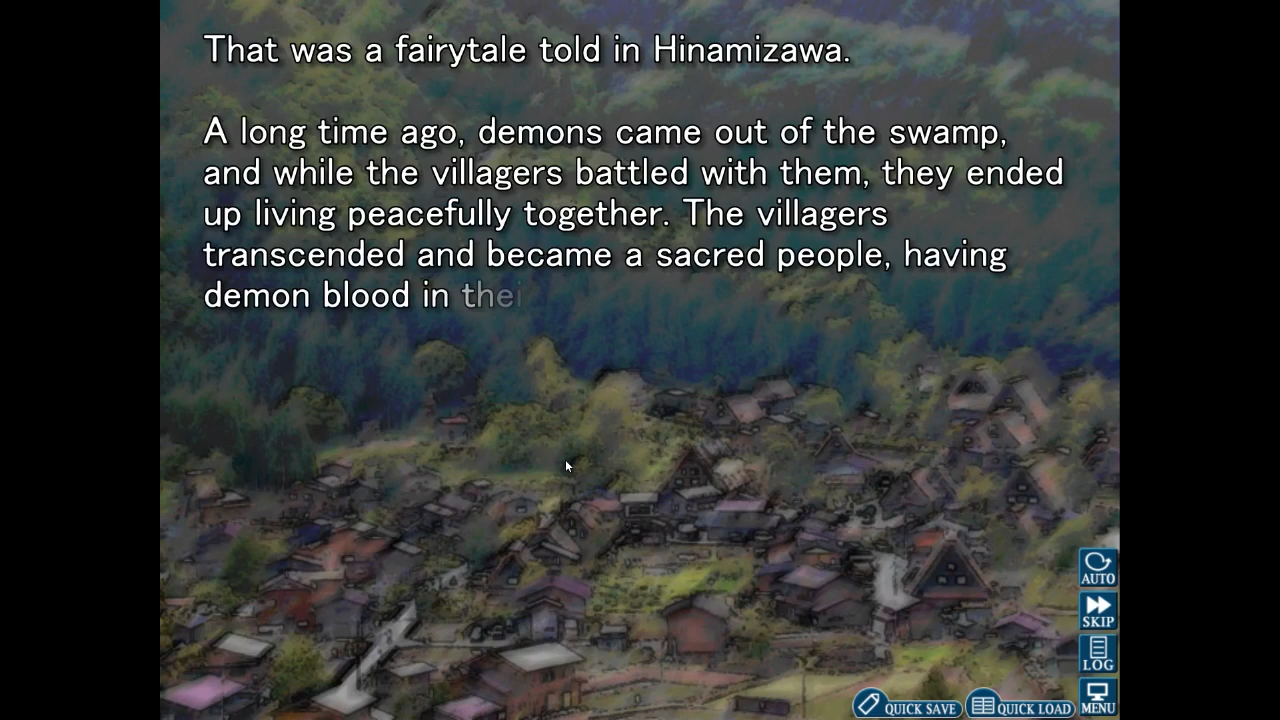 That was a fairytale told in Hinamizawa.
A long time ago, demons came out of the swamp,
and while the villagers battled with them, they ended
up living peacefully together. The villagers
transcended and became a sacred people, having
demon blood in thei
AUTO
SKIP
LOG
QUICK SAVE
QUICK LOAD
MENU